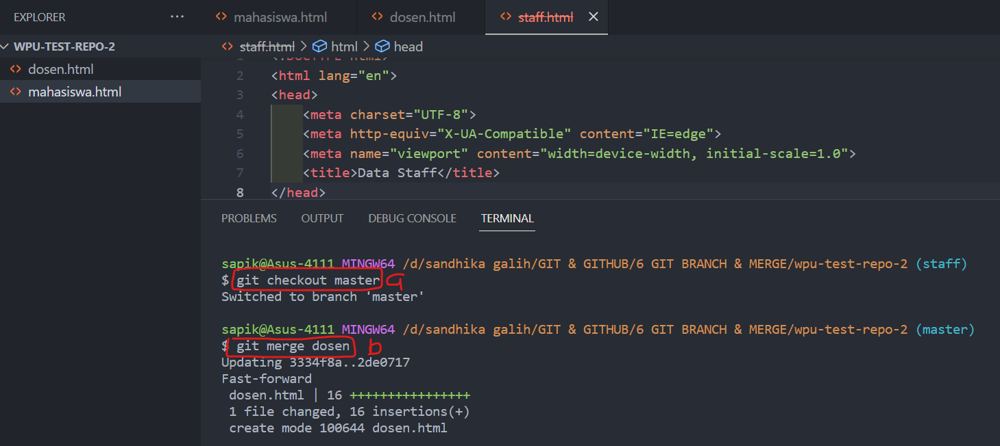 EXPLORER ...
mahasiswa.html dosen.html staff.html
WPU-TEST-REPO-2
staff.html > html > head
dosen.html
mahasiswa.html
1 <!DOCTYPE html>
2 <html lang="en">
3 <head>
4 <meta charset="UTF-8">
5 <meta http-equiv="X-UA-Compatible" content="IE=edge">
6 <meta name="viewport" content="width=device-width, initial-scale=1.0">
7 <title>Data Staff</title>
8 </head>
PROBLEMS OUTPUT DEBUG CONSOLE TERMINAL
sapik@Asus-4111 MINGW64 /d/sandhika galih/GIT & GITHUB/6 GIT BRANCH & MERGE/wpu-test-repo-2 (staff)
$ git checkout master a
Switched to branch 'master'
sapik@Asus-4111 MINGW64 /d/sandhika galih/GIT & GITHUB/6 GIT BRANCH & MERGE/wpu-test-repo-2 (master)
$ git merge dosen b
Updating 3334f8a..2de0717
Fast-forward
dosen.html | 16 ++++++++++++++++
1 file changed, 16 insertions(+)
create mode 100644 dosen.html